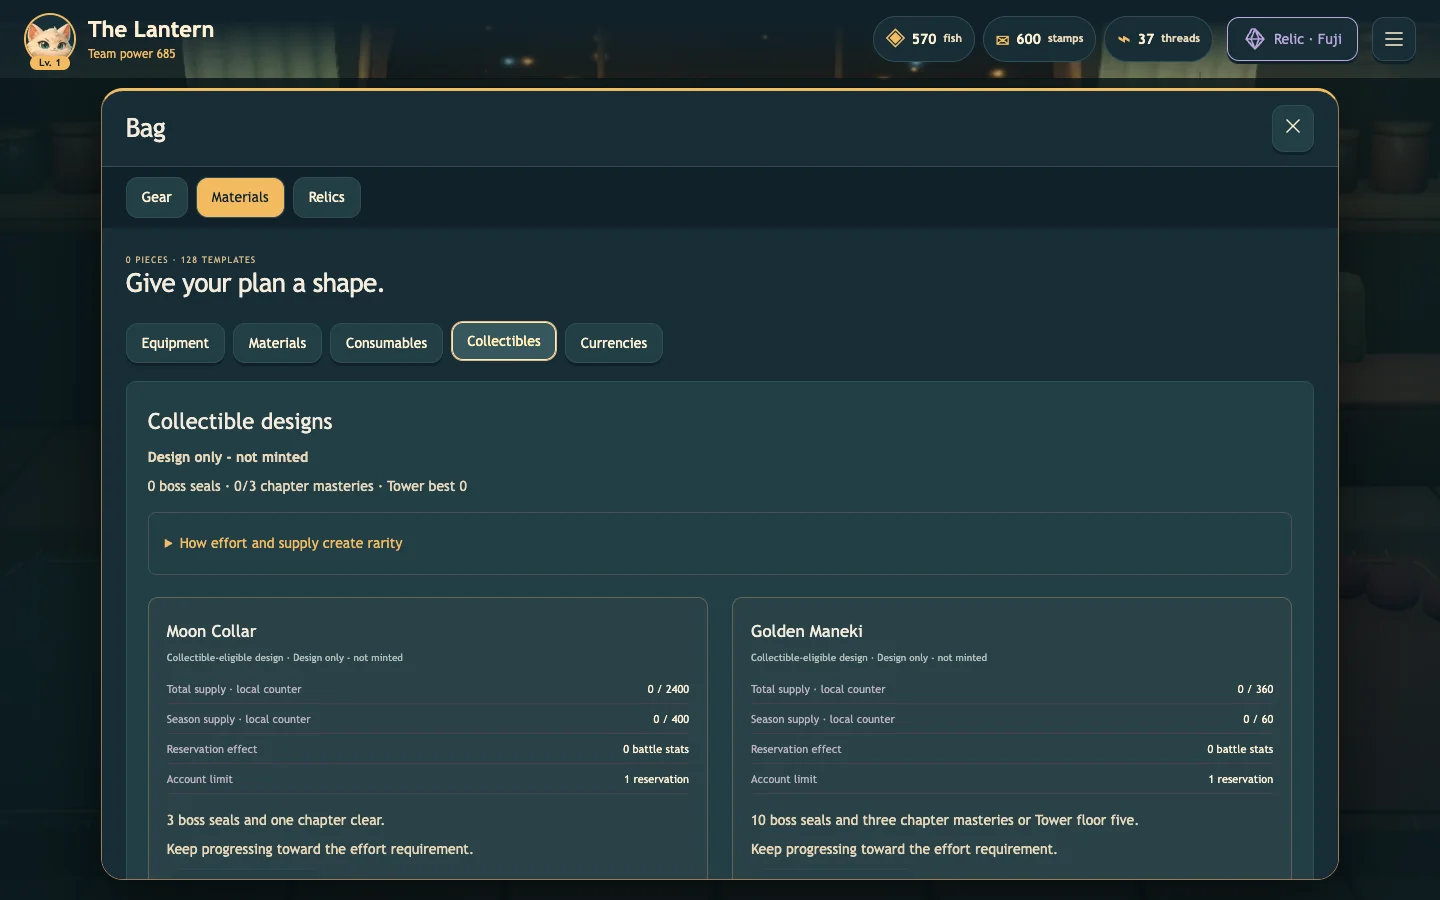 The Lantern
Team power 685
Lv. 1
570 fish
600 stamps
37 threads
Relic · Fuji
Bag
Gear
Materials
Relics
0 PIECES · 128 TEMPLATES
Give your plan a shape.
Equipment
Materials
Consumables
Collectibles
Currencies
Collectible designs
Design only - not minted
0 boss seals · 0/3 chapter masteries · Tower best 0
How effort and supply create rarity
Moon Collar
Collectible-eligible design · Design only - not minted
Total supply · local counter 0 / 2400
Season supply · local counter 0 / 400
Reservation effect 0 battle stats
Account limit 1 reservation
3 boss seals and one chapter clear.
Keep progressing toward the effort requirement.
Golden Maneki
Collectible-eligible design · Design only - not minted
Total supply · local counter 0 / 360
Season supply · local counter 0 / 60
Reservation effect 0 battle stats
Account limit 1 reservation
10 boss seals and three chapter masteries or Tower floor five.
Keep progressing toward the effort requirement.